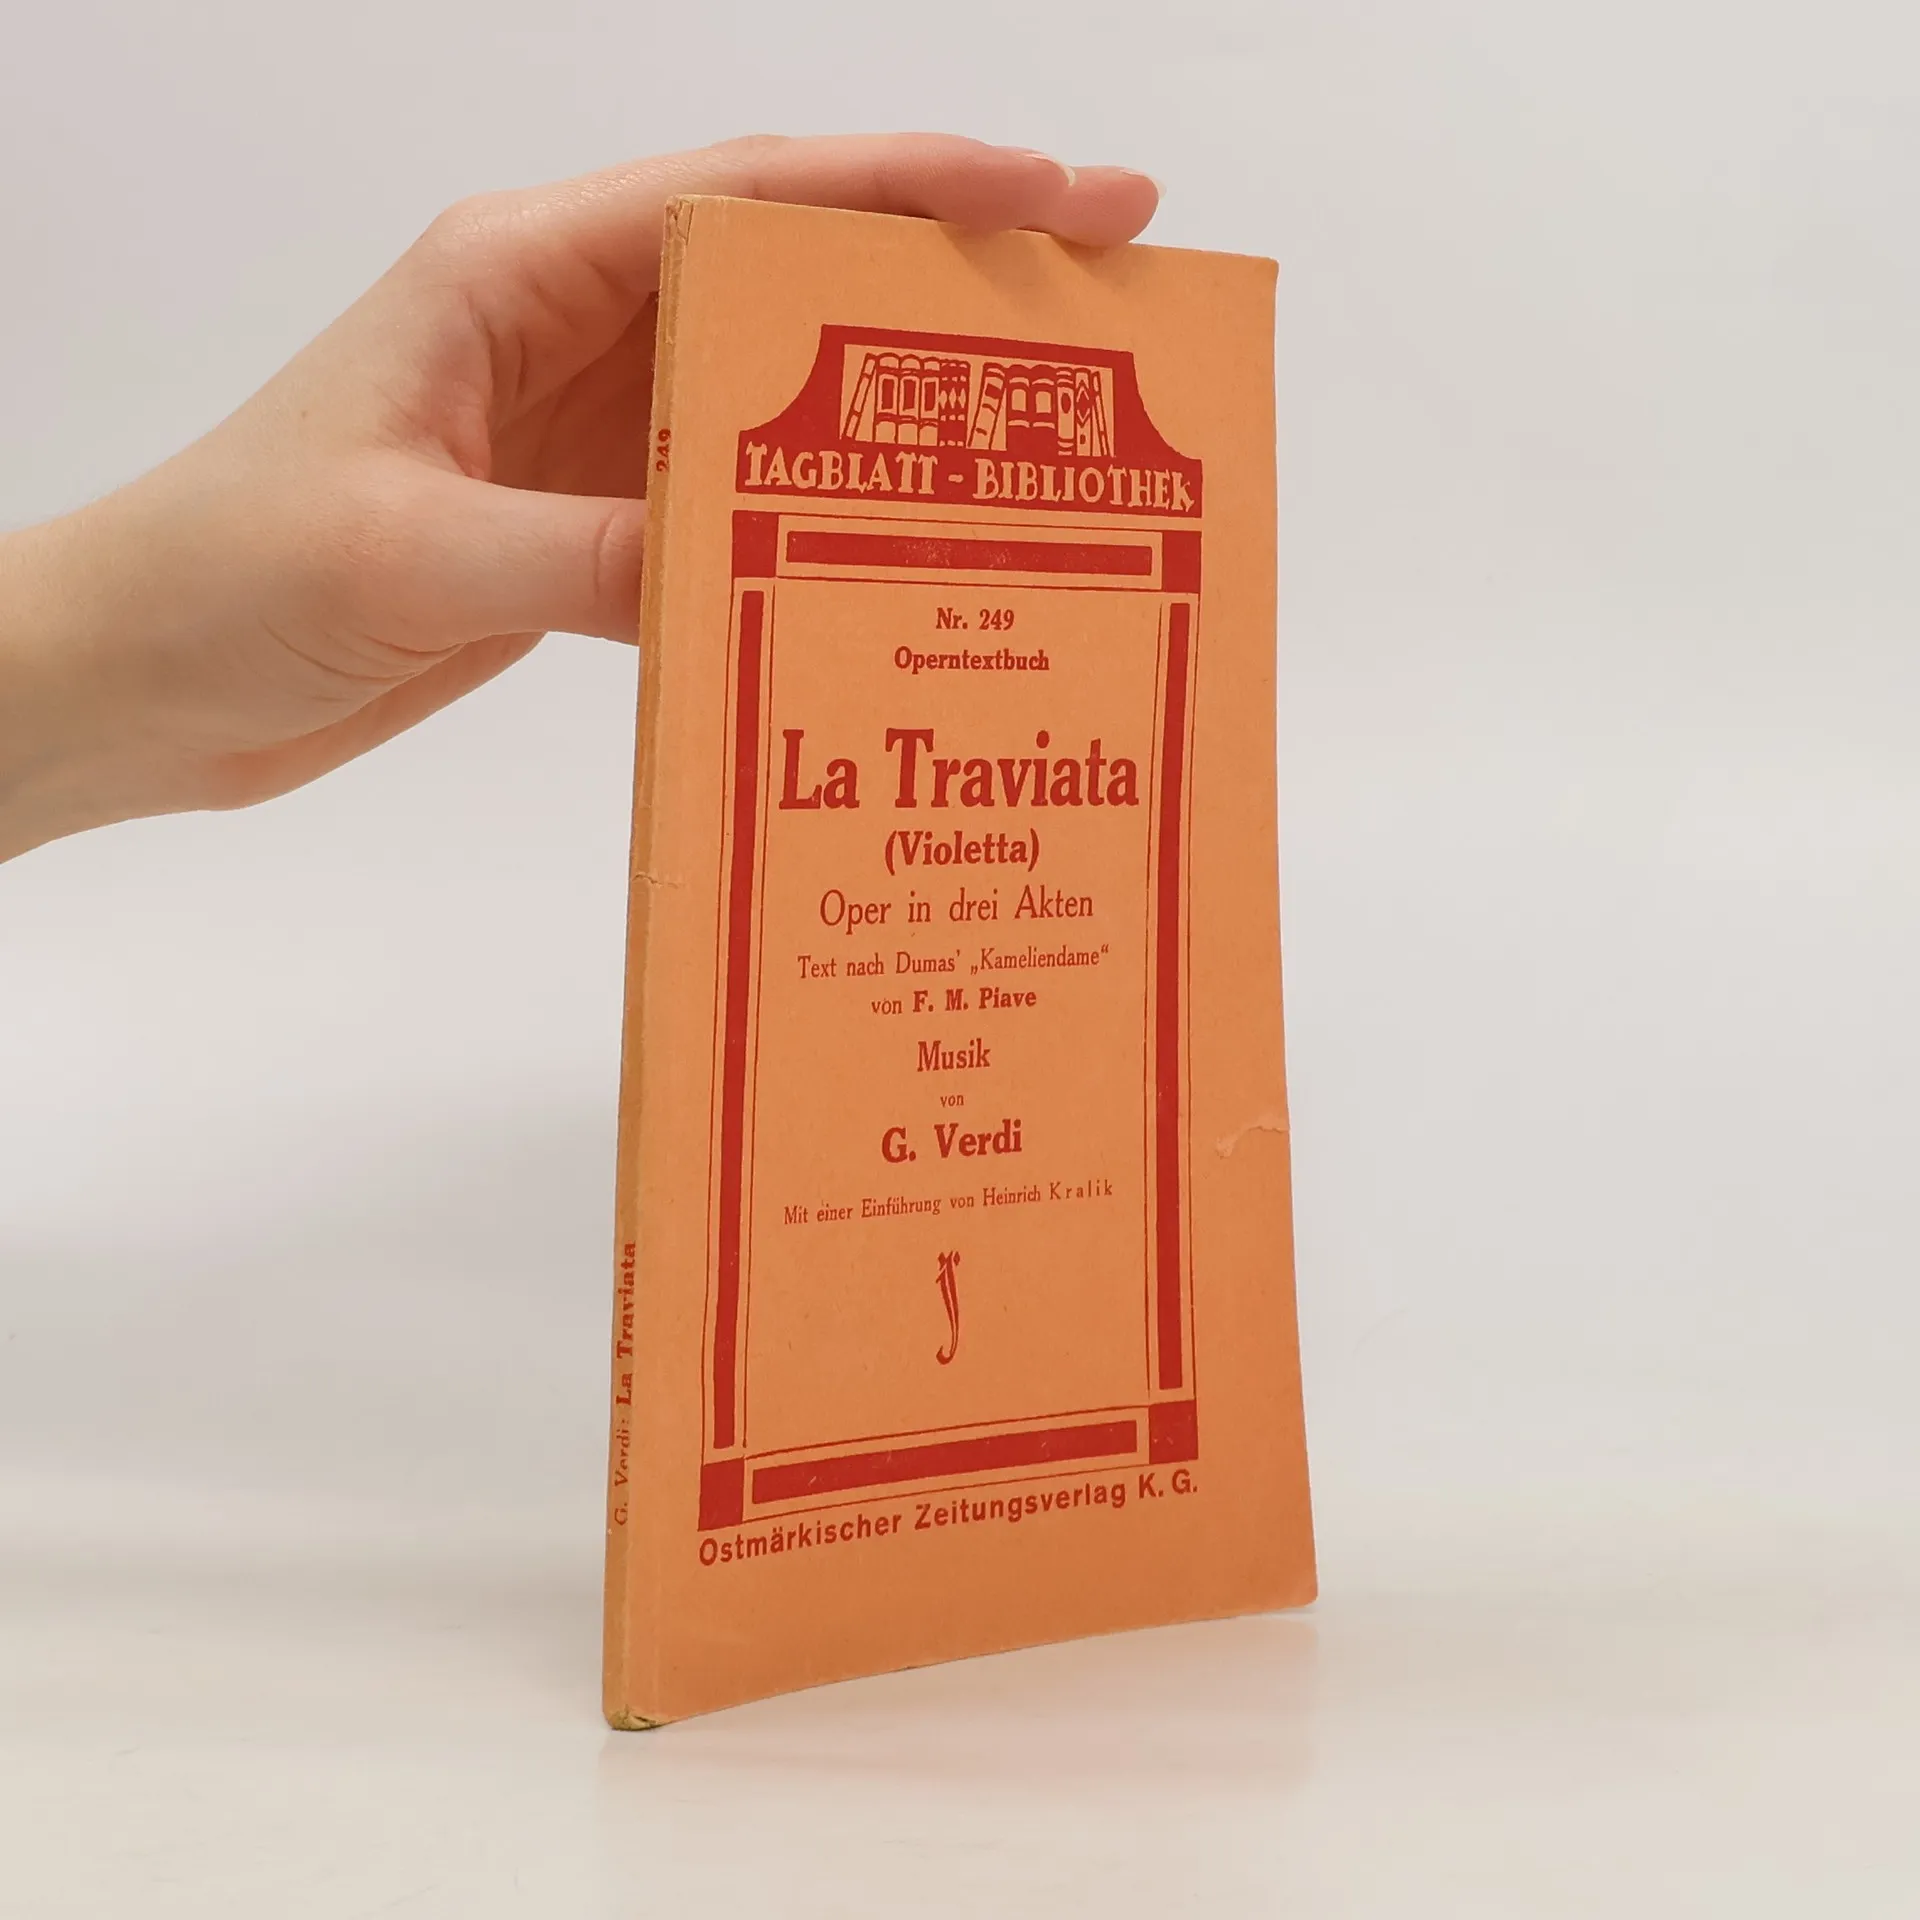 TAGBLATT-BIBLIOTHEK
Nr. 249
Operntextbuch
La Traviata
(Violetta)
Oper in drei Akten
Text nach Dumas' „Kameliendame“
von F. M. Piave
Musik
von
G. Verdi
Mit einer Einführung von Heinrich Kralik
Ostmärkischer Zeitungsverlag K. G.
249
G. Verdi: La Traviata